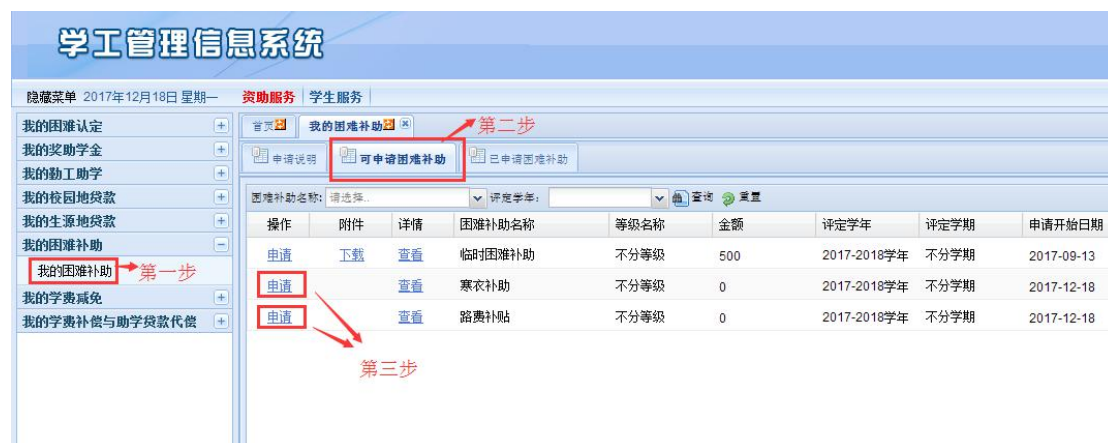 学工管理信息系统
隐藏菜单 2017年12月18日 星期一 资助服务 学生服务
我的困难认定
我的奖助学金
我的勤工助学
我的校园地贷款
我的生源地贷款
我的困难补助
我的困难补助 第一步
我的学费减免
我的学费补偿与助学贷款代偿
首页 我的困难补助 第二步
申请说明 可申请困难补助 已申请困难补助
困难补助名称: 请选择.. 评定学年: 查询 重置
操作 附件 详情 困难补助名称 等级名称 金额 评定学年 评定学期 申请开始日期
申请 下载 查看 临时困难补助 不分等级 500 2017-2018学年 不分学期 2017-09-13
申请 查看 寒衣补助 不分等级 0 2017-2018学年 不分学期 2017-12-18
申请 查看 路费补贴 不分等级 0 2017-2018学年 不分学期 2017-12-18
第三步